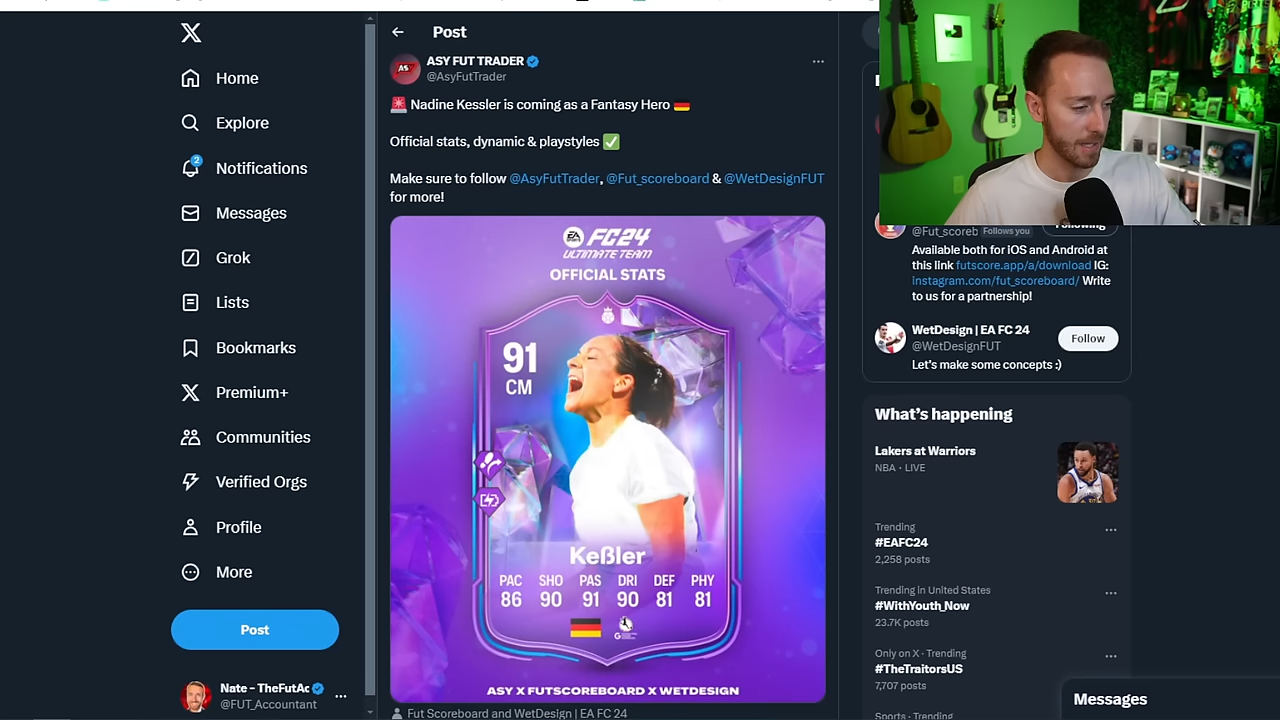 Home
Explore
2
Notifications
Messages
Grok
Lists
Bookmarks
Premium+
Communities
Verified Orgs
Profile
More
Post
Nate – TheFutAc
@FUT_Accountant
Post
ASY FUT TRADER
@AsyFutTrader
🚨 Nadine Kessler is coming as a Fantasy Hero 🇩🇪
Official stats, dynamic & playstyles ✅
Make sure to follow @AsyFutTrader, @Fut_scoreboard & @WetDesignFUT
for more!
EA SPORTS FC24
ULTIMATE TEAM
OFFICIAL STATS
91
CM
Keßler
PAC SHO PAS DRI DEF PHY
86 90 91 90 81 81
ASY X FUTSCOREBOARD X WETDESIGN
Fut Scoreboard and WetDesign | EA FC 24
@Fut_scoreb Follows you
Following
Available both for iOS and Android at
this link futscore.app/a/download IG:
instagram.com/fut_scoreboard/ Write
to us for a partnership!
WetDesign | EA FC 24
@WetDesignFUT
Follow
Let's make some concepts :)
What's happening
Lakers at Warriors
NBA · LIVE
Trending
#EAFC24
2,258 posts
Trending in United States
#WithYouth_Now
23.7K posts
Only on X · Trending
#TheTraitorsUS
7,707 posts
Sports · Trending
Messages